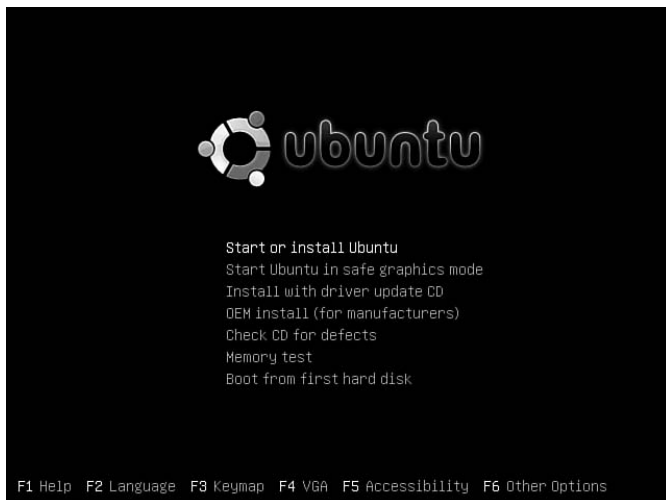 ubuntu
Start or install Ubuntu
Start Ubuntu in safe graphics mode
Install with driver update CD
OEM install (for manufacturers)
Check CD for defects
Memory test
Boot from first hard disk
F1 Help F2 Language F3 Keymap F4 VGA F5 Accessibility F6 Other Options